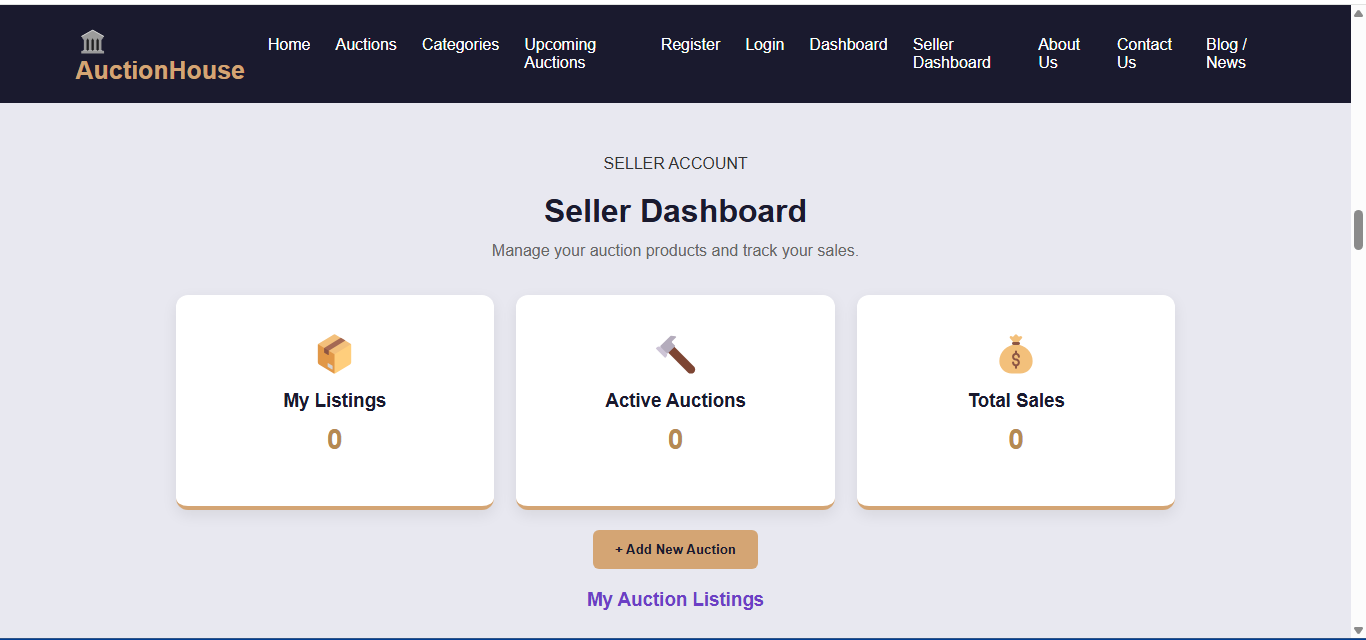 AuctionHouse
Home
Auctions
Categories
Upcoming
Auctions
Register
Login
Dashboard
Seller
Dashboard
About
Us
Contact
Us
Blog /
News
SELLER ACCOUNT
Seller Dashboard
Manage your auction products and track your sales.
My Listings
0
Active Auctions
0
$
Total Sales
0
+ Add New Auction
My Auction Listings